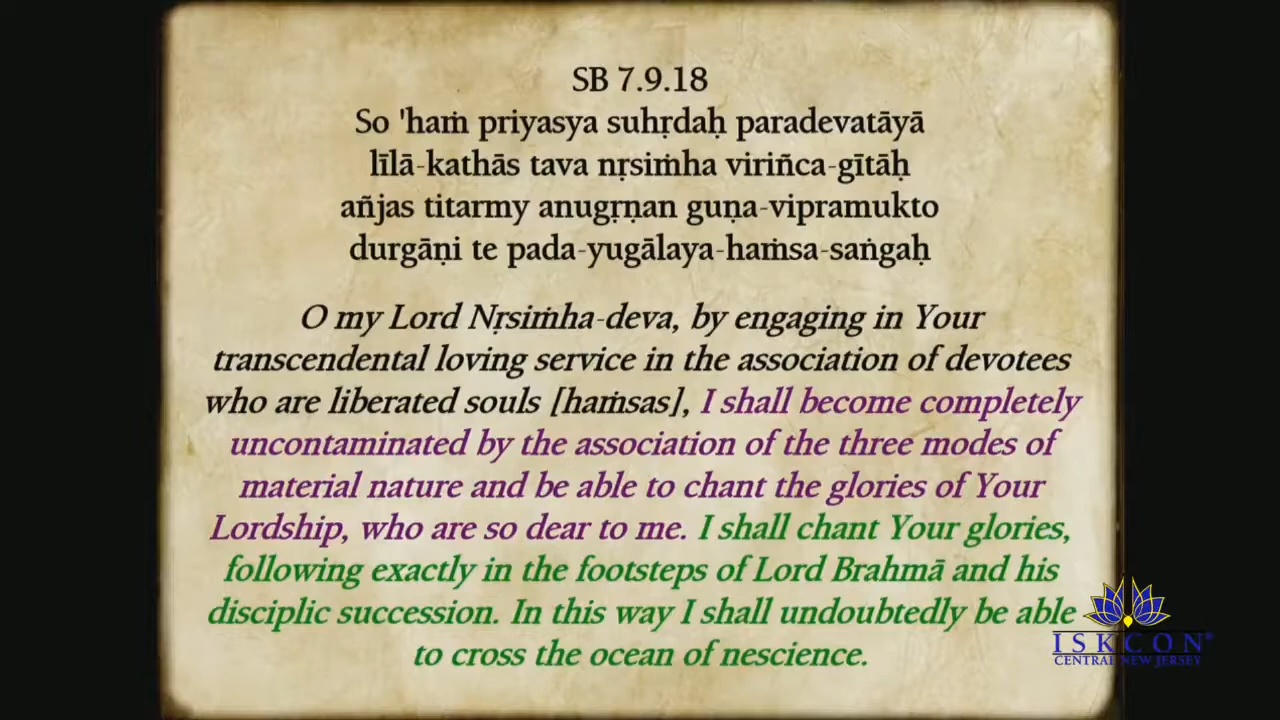 SB 7.9.18
So 'haṁ priyasya suhṛdaḥ paradevatāyā
līlā-kathās tava nṛsiṁha viriñca-gītāḥ
añjas titarmy anugṛṇan guṇa-vipramukto
durgāṇi te pada-yugālaya-haṁsa-saṅgaḥ
O my Lord Nṛsiṁha-deva, by engaging in Your
transcendental loving service in the association of devotees
who are liberated souls [haṁsas], I shall become completely
uncontaminated by the association of the three modes of
material nature and be able to chant the glories of Your
Lordship, who are so dear to me. I shall chant Your glories,
following exactly in the footsteps of Lord Brahmā and his
disciplic succession. In this way I shall undoubtedly be able
to cross the ocean of nescience.
ISKCON®
CENTRAL NEW JERSEY